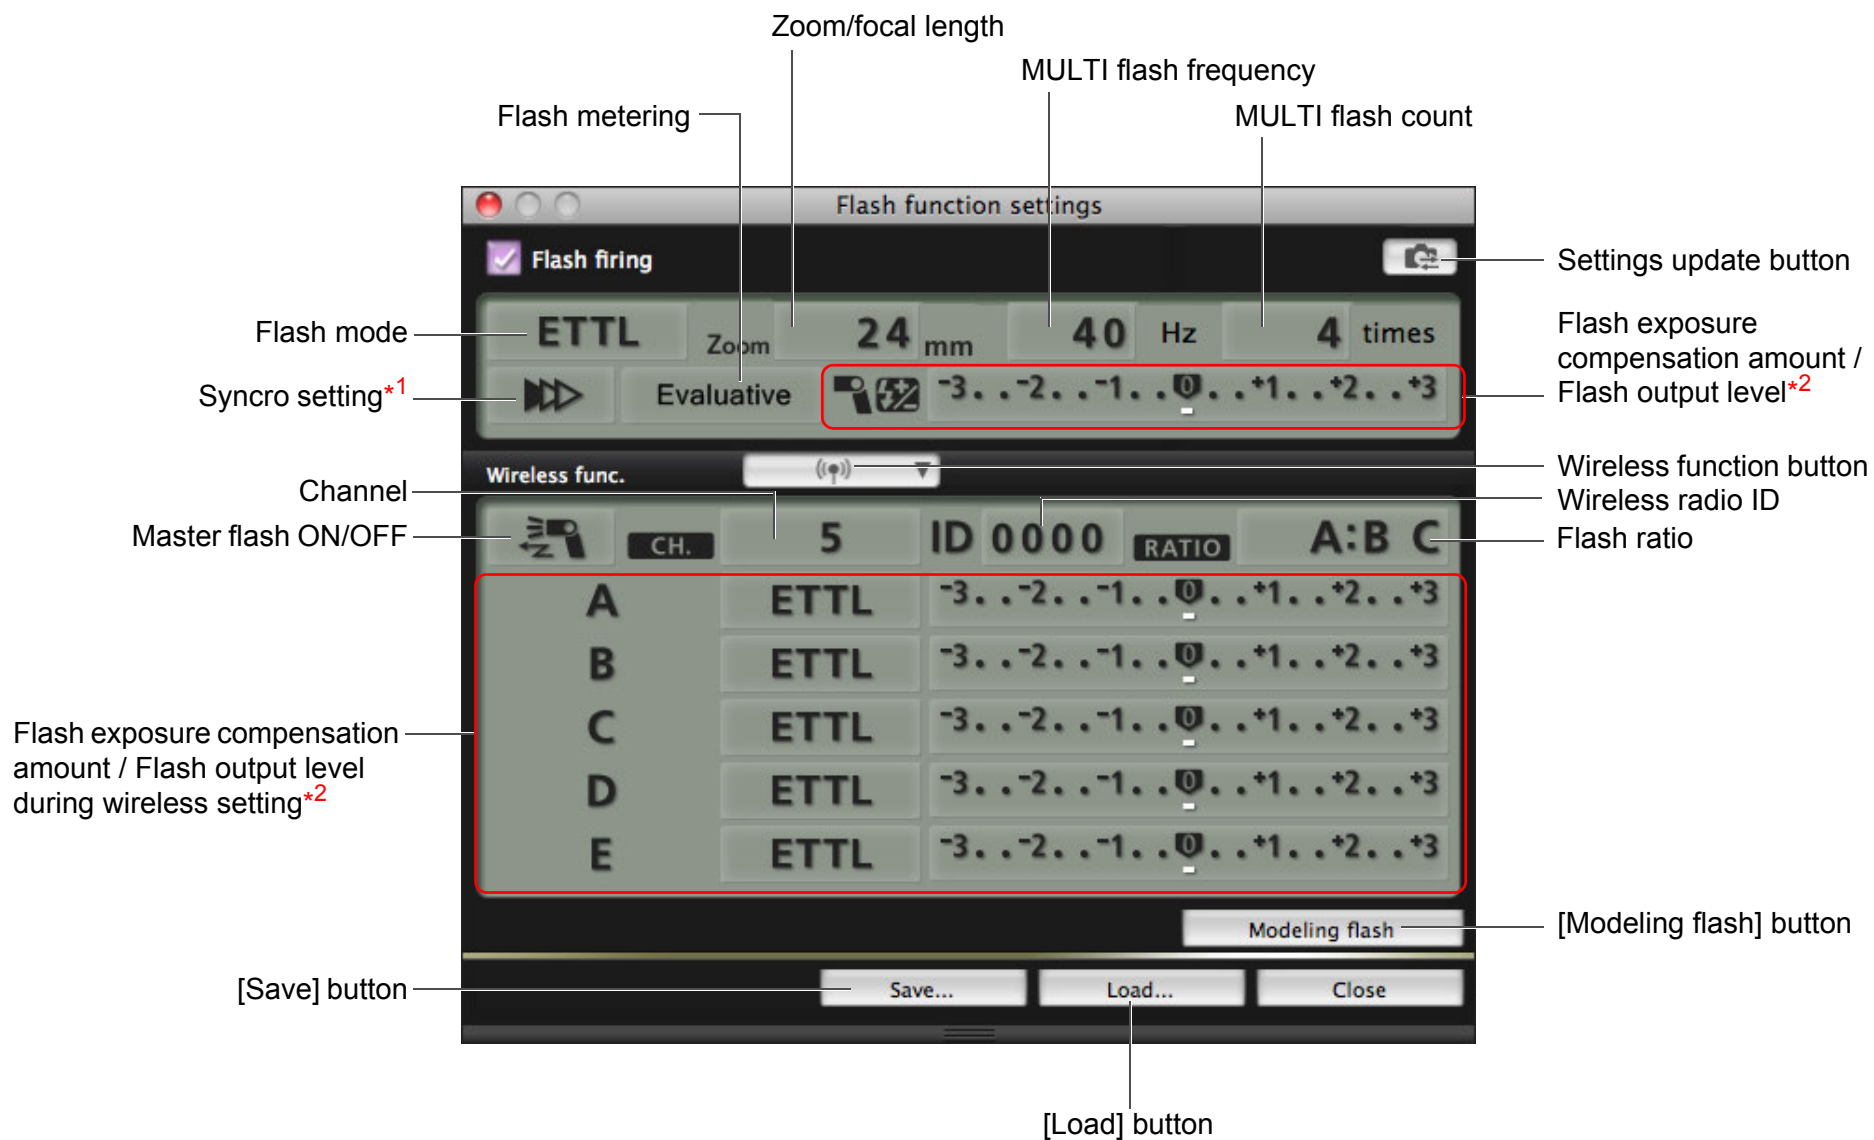 Zoom/focal length
MULTI flash frequency
Flash metering
MULTI flash count
Flash function settings
Flash firing
Settings update button
Flash mode
ETTL
Zoom
24 mm
40 Hz
4 times
Flash exposure
compensation amount /
Flash output level*2
Syncro setting*1
Evaluative
-3..-2..-1..0..+1..+2..+3
Wireless func.
Wireless function button
Channel
Wireless radio ID
Master flash ON/OFF
CH. 5 ID 0000 RATIO A:B C
Flash ratio
A ETTL -3..-2..-1..0..+1..+2..+3
B ETTL -3..-2..-1..0..+1..+2..+3
C ETTL -3..-2..-1..0..+1..+2..+3
D ETTL -3..-2..-1..0..+1..+2..+3
E ETTL -3..-2..-1..0..+1..+2..+3
Flash exposure compensation
amount / Flash output level
during wireless setting*2
Modeling flash
[Modeling flash] button
[Save] button
Save...
Load...
Close
[Load] button